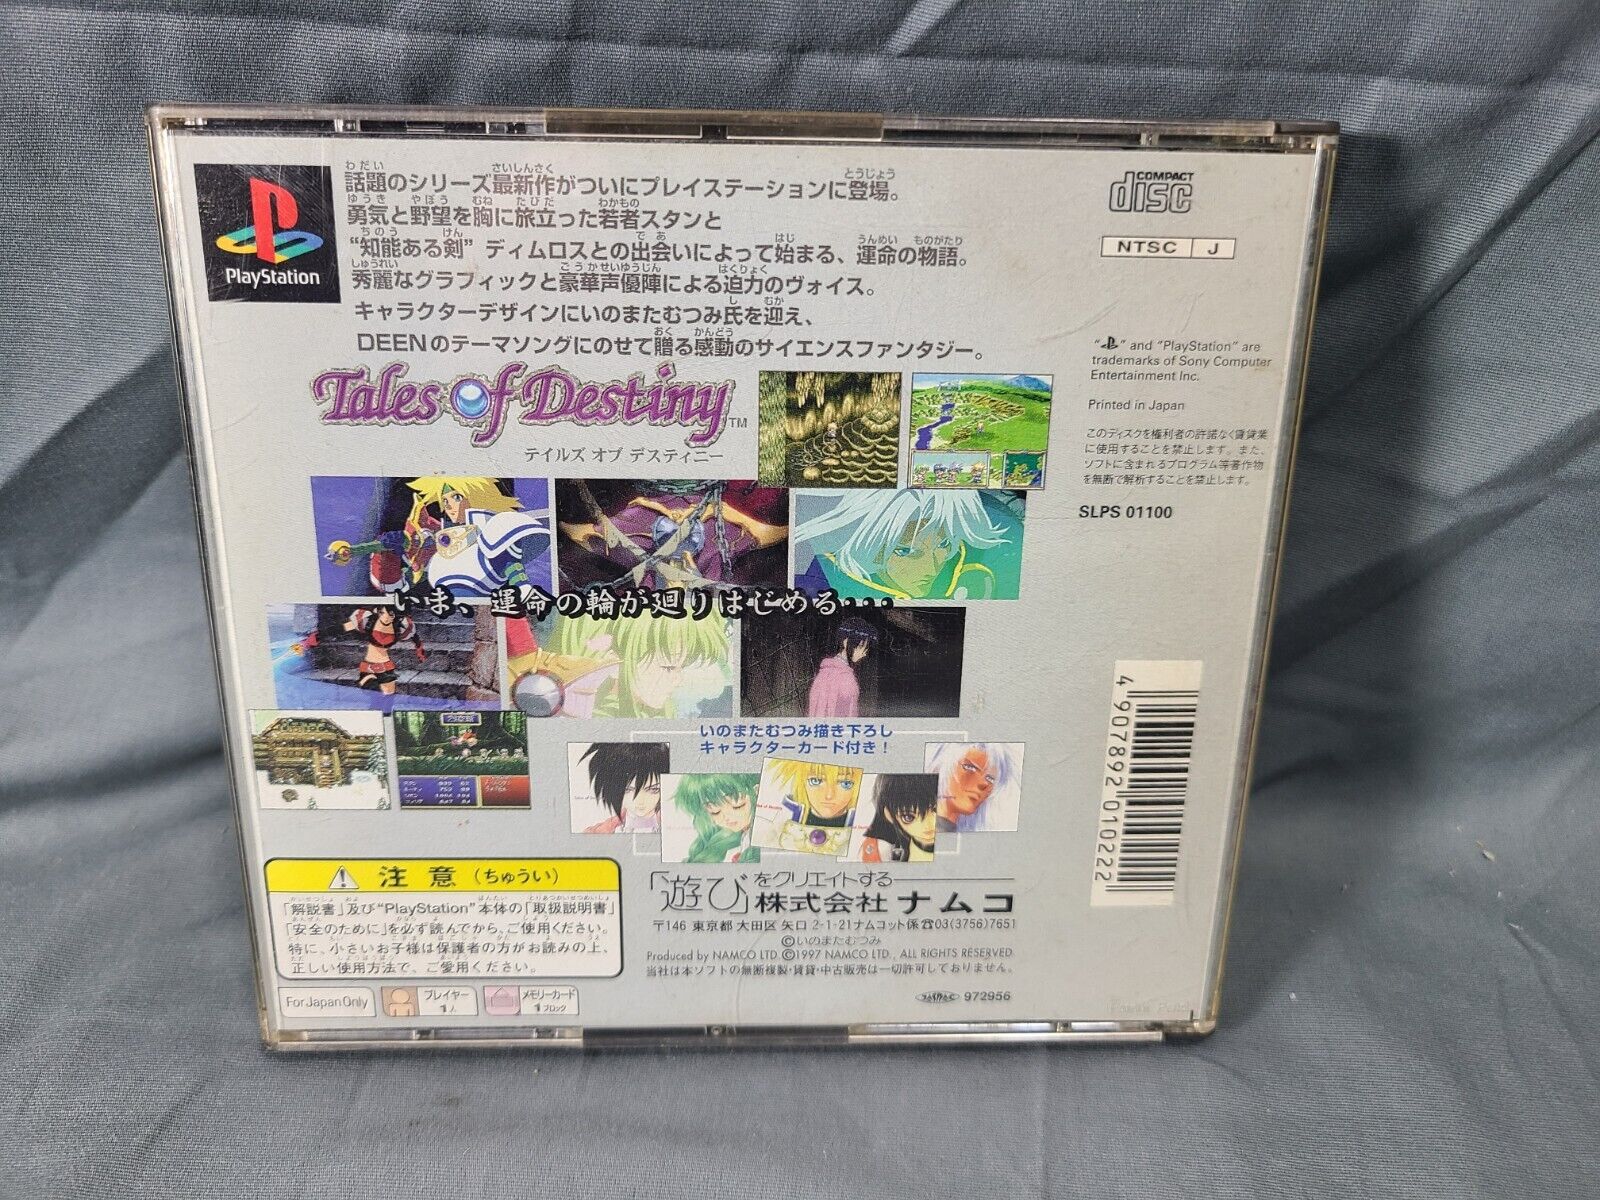 PlayStation
話題のシリーズ最新作がついにプレイステーションに登場。
勇気と野望を胸に旅立った若者スタンと
“知能ある剣”ディムロスとの出会いによって始まる、運命の物語。
秀麗なグラフィックと豪華声優陣による迫力のヴォイス。
キャラクターデザインにいのまたむつみ氏を迎え、
DEENのテーマソングにのせて贈る感動のサイエンスファンタジー。
COMPACT
disc
NTSC J
Tales of Destiny™
テイルズ オブ デスティニー
“PS” and “PlayStation” are
trademarks of Sony Computer
Entertainment Inc.
Printed in Japan
このディスクを権利者の許諾なく賃貸業
に使用することを禁止します。また、
ソフトに含まれるプログラム等著作物
を無断で解析することを禁止します。
SLPS 01100
いま、運命の輪が廻りはじめる・・・
いのまたむつみ描き下ろし
キャラクターカード付き！
4 907892 010222
注意（ちゅうい）
「解説書」及び“PlayStation”本体の「取扱説明書」
「安全のために」を必ず読んでから、ご使用ください。
特に、小さいお子様は保護者の方がお読みの上、
正しい使用方法で、ご愛用ください。
For Japan Only
プレイヤー
1人
メモリーカード
1ブロック
「遊び」をクリエイトする
株式会社ナムコ
〒146 東京都 大田区 矢口 2-1-21ナムコット係☎03(3756)7651
©いのまたむつみ
Produced by NAMCO LTD ©1997 NAMCO LTD., ALL RIGHTS RESERVED
当社は本ソフトの無断複製・賃貸・中古販売は一切許可しておりません。
972956